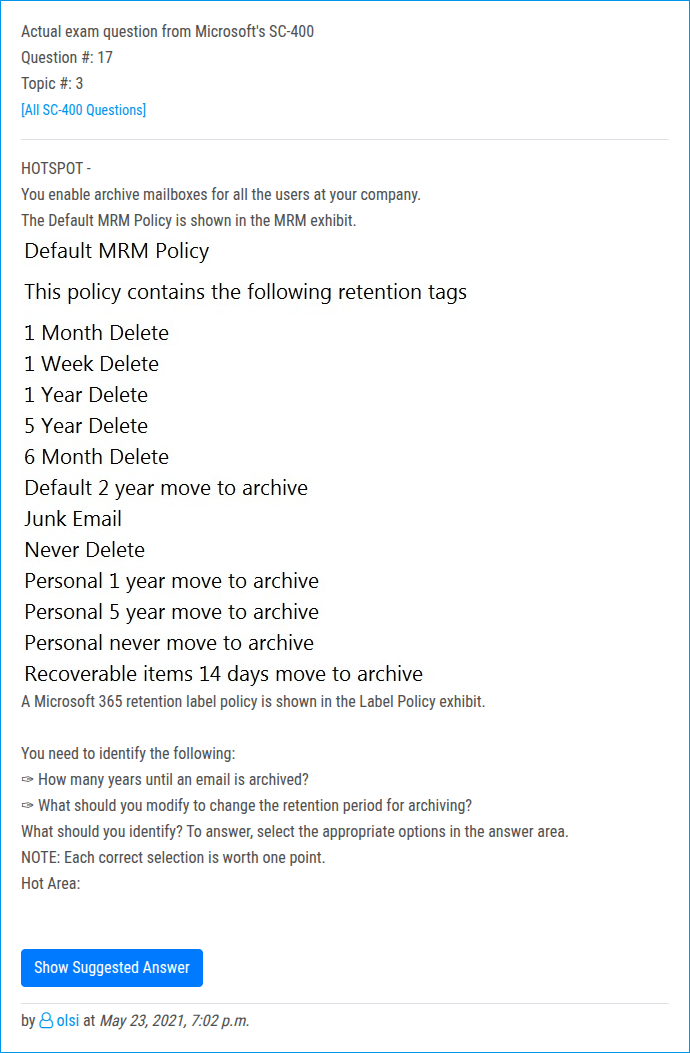 Actual exam question from Microsoft's SC-400
Question #: 17
Topic #: 3
[All SC-400 Questions]
HOTSPOT -
You enable archive mailboxes for all the users at your company.
The Default MRM Policy is shown in the MRM exhibit.
Default MRM Policy
This policy contains the following retention tags
1 Month Delete
1 Week Delete
1 Year Delete
5 Year Delete
6 Month Delete
Default 2 year move to archive
Junk Email
Never Delete
Personal 1 year move to archive
Personal 5 year move to archive
Personal never move to archive
Recoverable items 14 days move to archive
A Microsoft 365 retention label policy is shown in the Label Policy exhibit.
You need to identify the following:
✑ How many years until an email is archived?
✑ What should you modify to change the retention period for archiving?
What should you identify? To answer, select the appropriate options in the answer area.
NOTE: Each correct selection is worth one point.
Hot Area:
Show Suggested Answer
by olsi at May 23, 2021, 7:02 p.m.